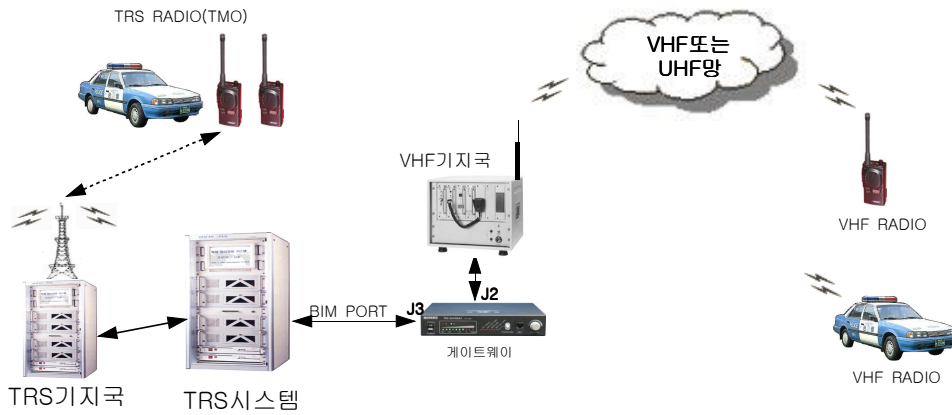 TRS RADIO(TMO)
VHF또는
UHF망
VHF기지국
VHF RADIO
J3
J2
BIM PORT
게이트웨이
TRS기지국
TRS시스템
VHF RADIO